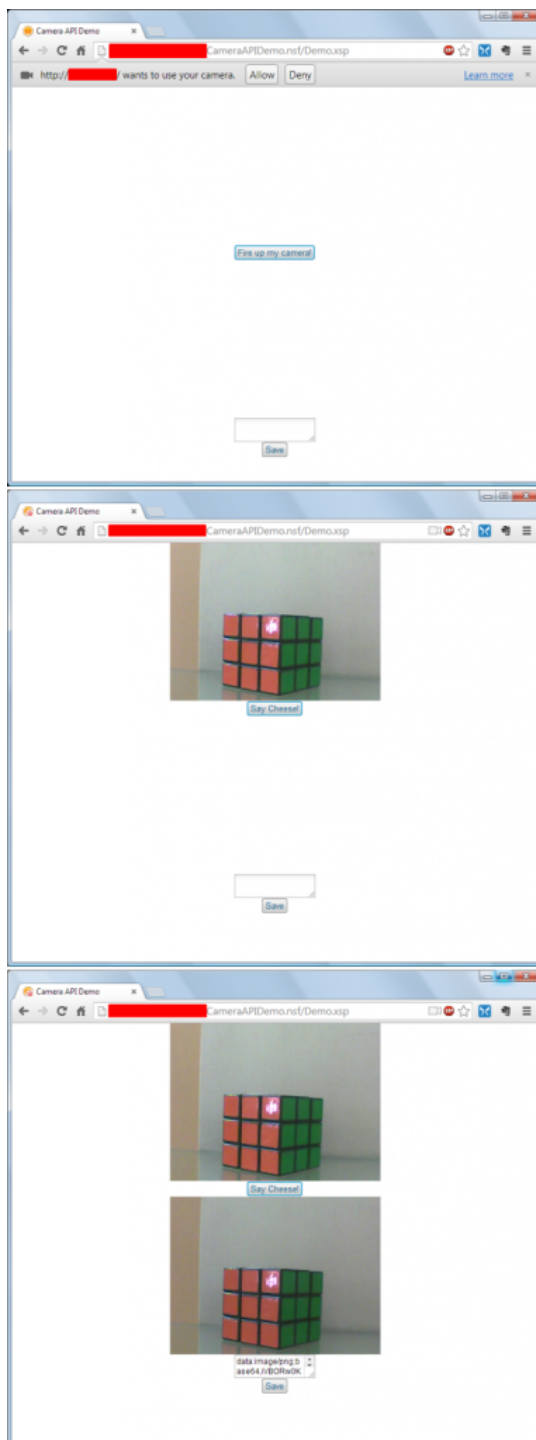 Camera API Demo
CameraAPIDemo.nsf/Demo.xsp
http:// / wants to use your camera. Allow Deny Learn more
Fire up my camera!
Save
Camera API Demo
CameraAPIDemo.nsf/Demo.xsp
Say Cheese!
Save
Camera API Demo
CameraAPIDemo.nsf/Demo.xsp
Say Cheese!
data:image/png;b
ase64,iVBORw0K
Save